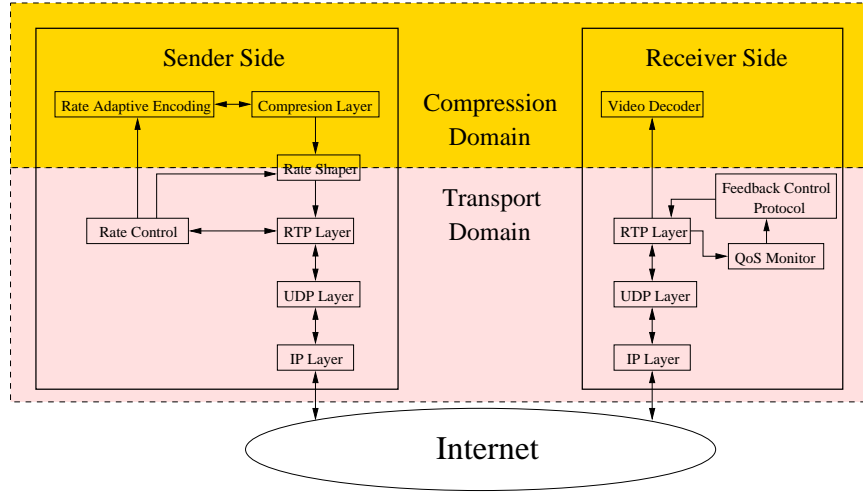 Sender Side
Receiver Side
Rate Adaptive Encoding
Compresion Layer
Compression
Domain
Video Decoder
Rate Shaper
Transport
Domain
Feedback Control
Protocol
Rate Control
RTP Layer
RTP Layer
QoS Monitor
UDP Layer
UDP Layer
IP Layer
IP Layer
Internet